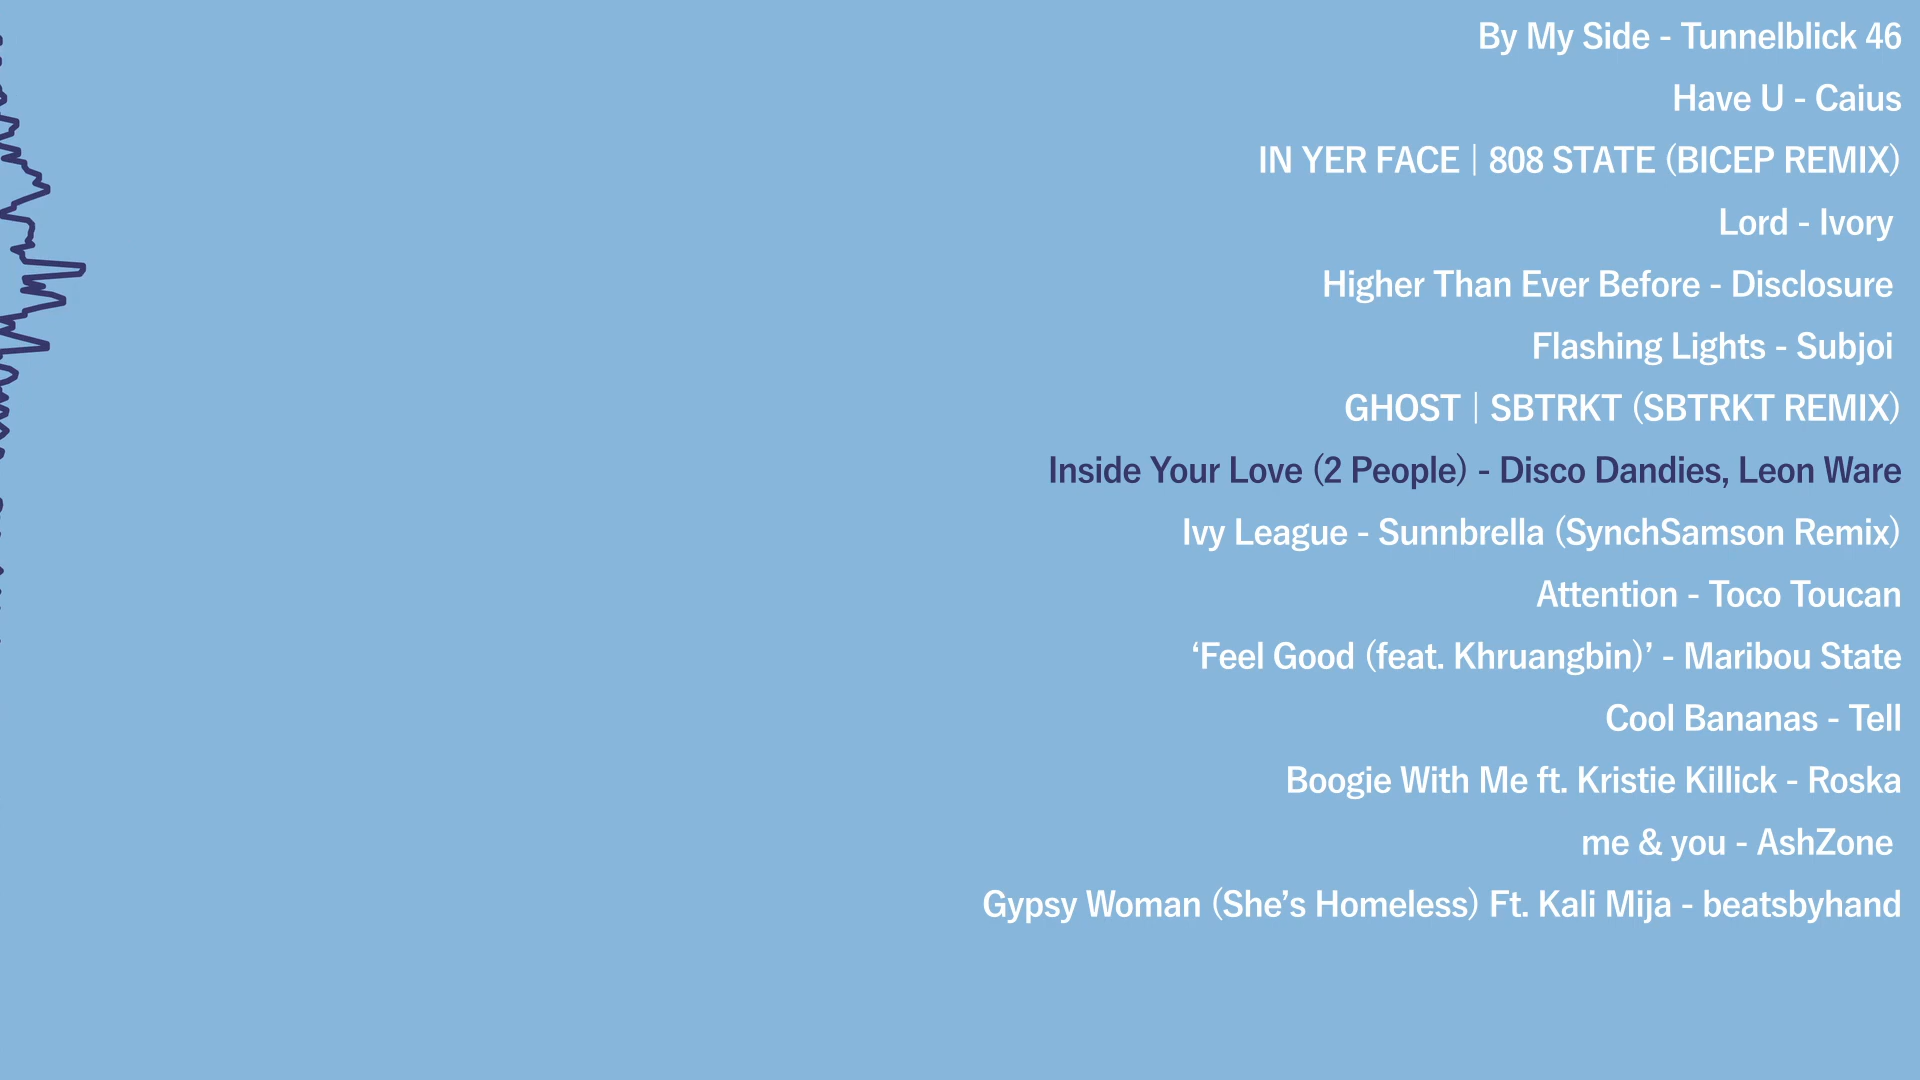 By My Side - Tunnelblick 46
Have U - Caius
IN YER FACE | 808 STATE (BICEP REMIX)
Lord - Ivory
Higher Than Ever Before - Disclosure
Flashing Lights - Subjoi
GHOST | SBTRKT (SBTRKT REMIX)
Inside Your Love (2 People) - Disco Dandies, Leon Ware
Ivy League - Sunnbrella (SynchSamson Remix)
Attention - Toco Toucan
‘Feel Good (feat. Khruangbin)’ - Maribou State
Cool Bananas - Tell
Boogie With Me ft. Kristie Killick - Roska
me & you - AshZone
Gypsy Woman (She’s Homeless) Ft. Kali Mija - beatsbyhand